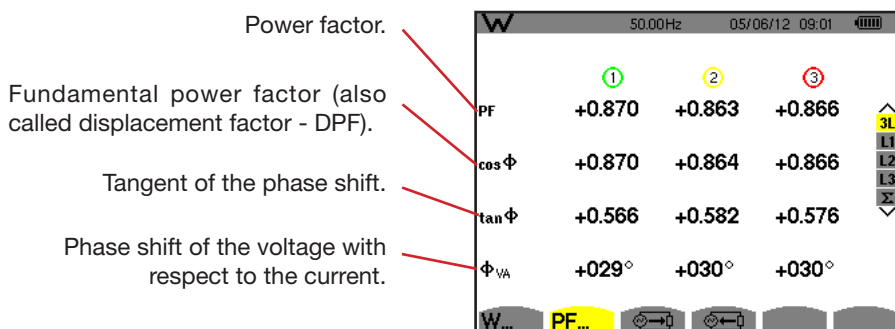 Power factor.
Fundamental power factor (also
called displacement factor - DPF).
Tangent of the phase shift.
Phase shift of the voltage with
respect to the current.
W 50.00Hz 05/06/12 09:01
1 2 3
PF +0.870 +0.863 +0.866
cosΦ +0.870 +0.864 +0.866
tanΦ +0.566 +0.582 +0.576
ΦVA +029° +030° +030°
3L
L1
L2
L3
Σ
W... PF...